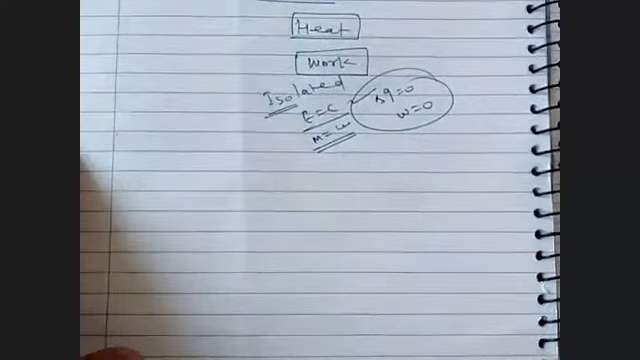 Heat
Work
Isolated
E=C
Δq=0
w=0